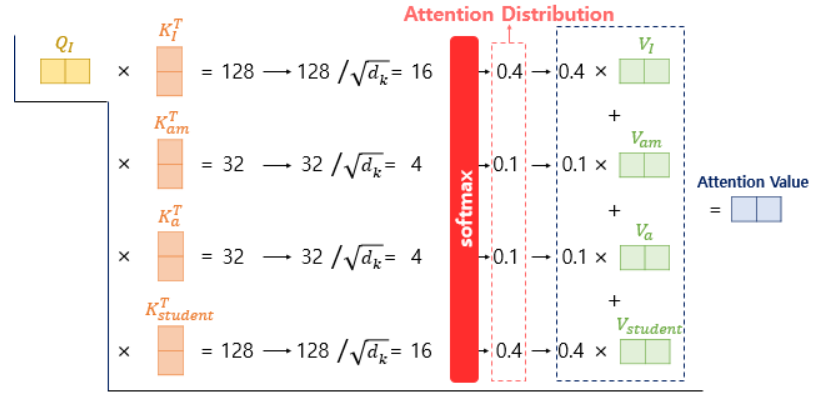 Attention Distribution
Q_I × K_I^T = 128 → 128 /√d_k = 16 → 0.4 → 0.4 × V_I
+
× K_am^T = 32 → 32 /√d_k = 4 → 0.1 → 0.1 × V_am
+
× K_a^T = 32 → 32 /√d_k = 4 → 0.1 → 0.1 × V_a
+
× K_student^T = 128 → 128 /√d_k = 16 → 0.4 → 0.4 × V_student
softmax
Attention Value
=